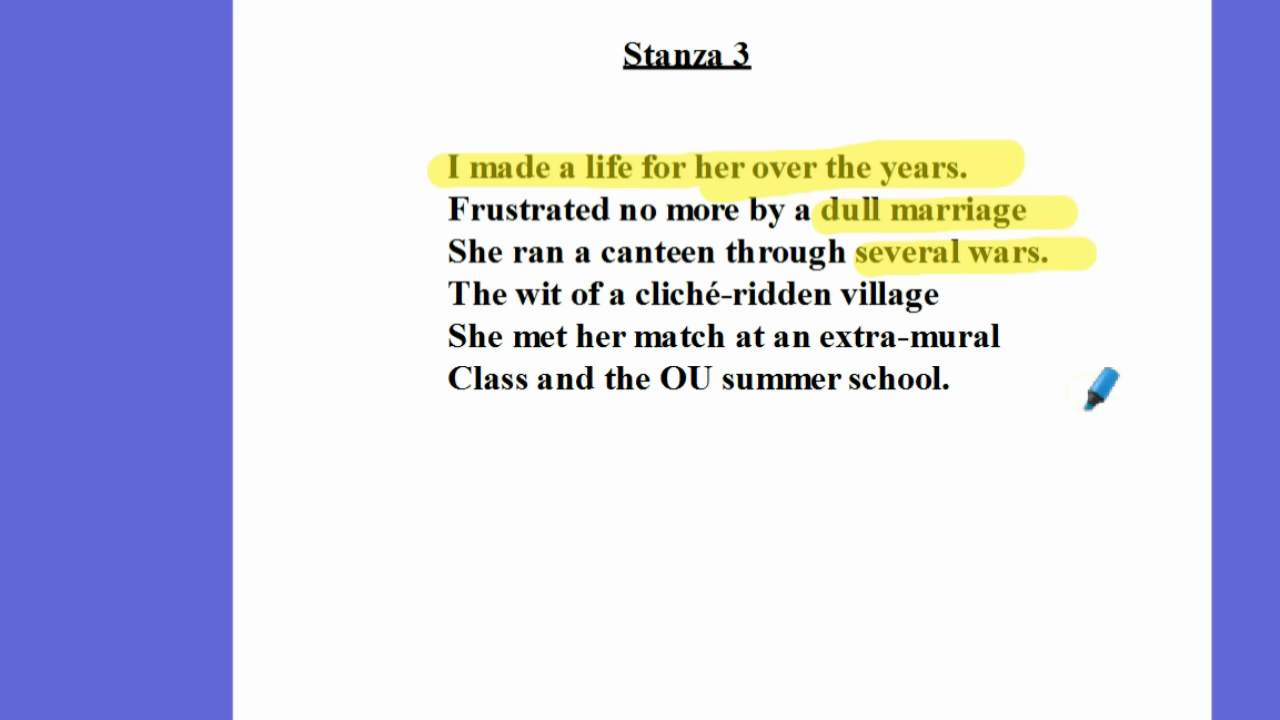 Stanza 3
I made a life for her over the years.
Frustrated no more by a dull marriage
She ran a canteen through several wars.
The wit of a cliché-ridden village
She met her match at an extra-mural
Class and the OU summer school.